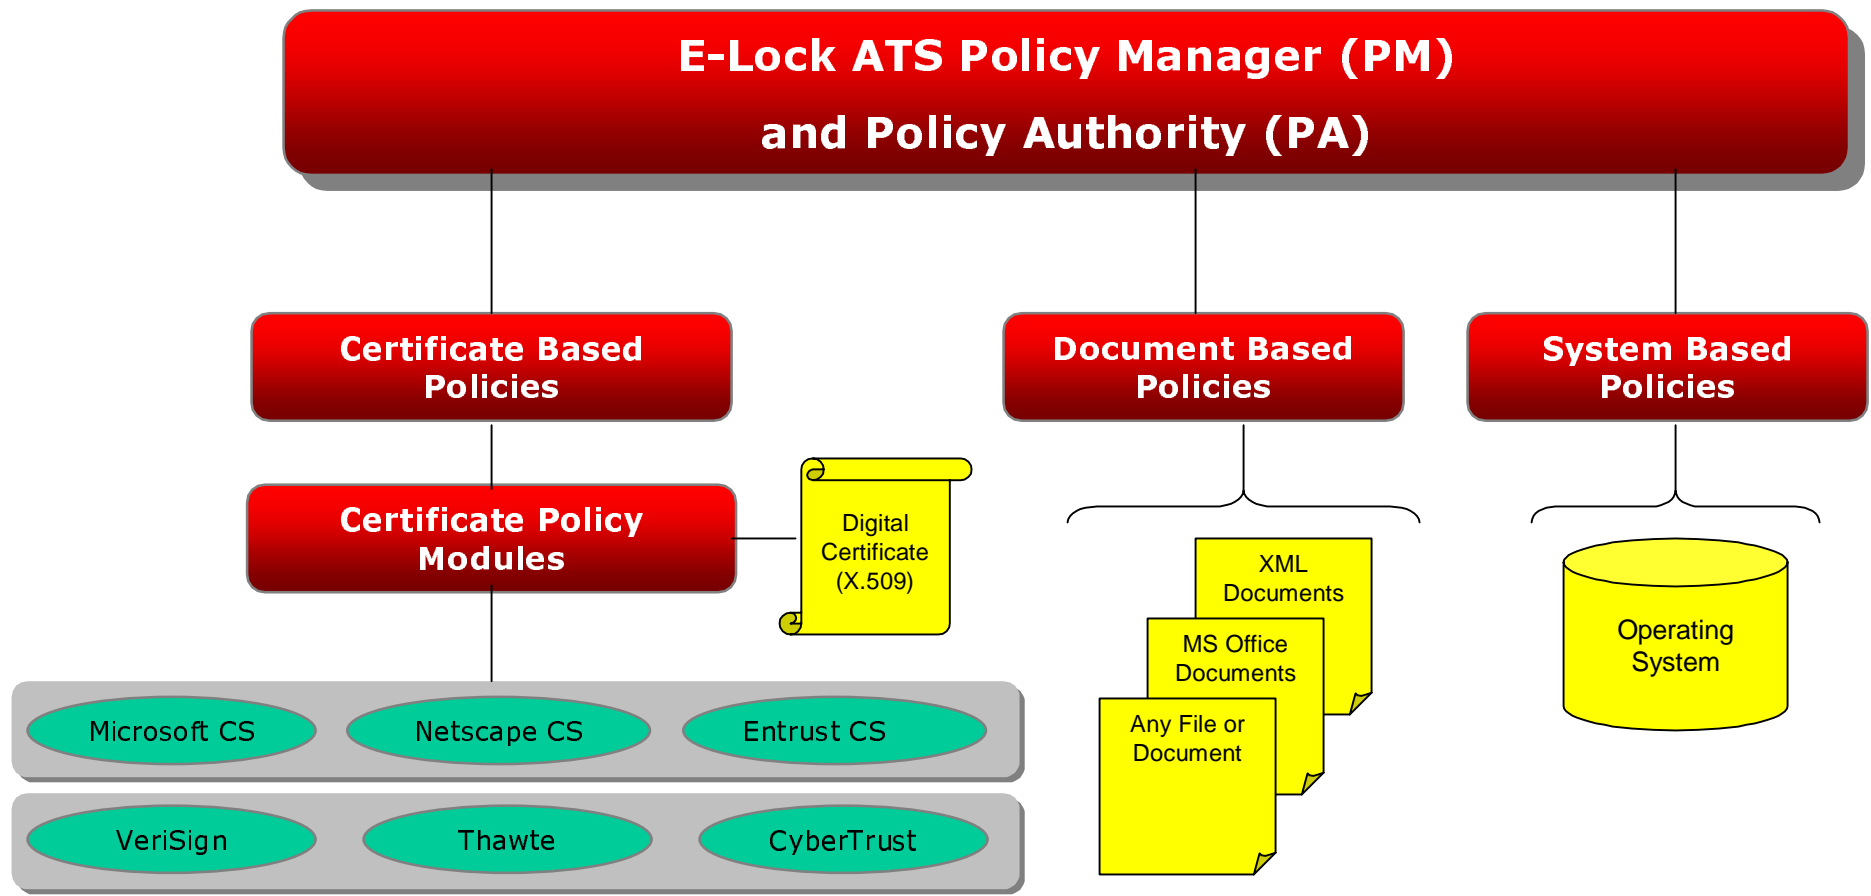 E-Lock ATS Policy Manager (PM)
and Policy Authority (PA)
Certificate Based
Policies
Document Based
Policies
System Based
Policies
Certificate Policy
Modules
Digital
Certificate
(X.509)
XML
Documents
MS Office
Documents
Any File or
Document
Operating
System
Microsoft CS
Netscape CS
Entrust CS
VeriSign
Thawte
CyberTrust